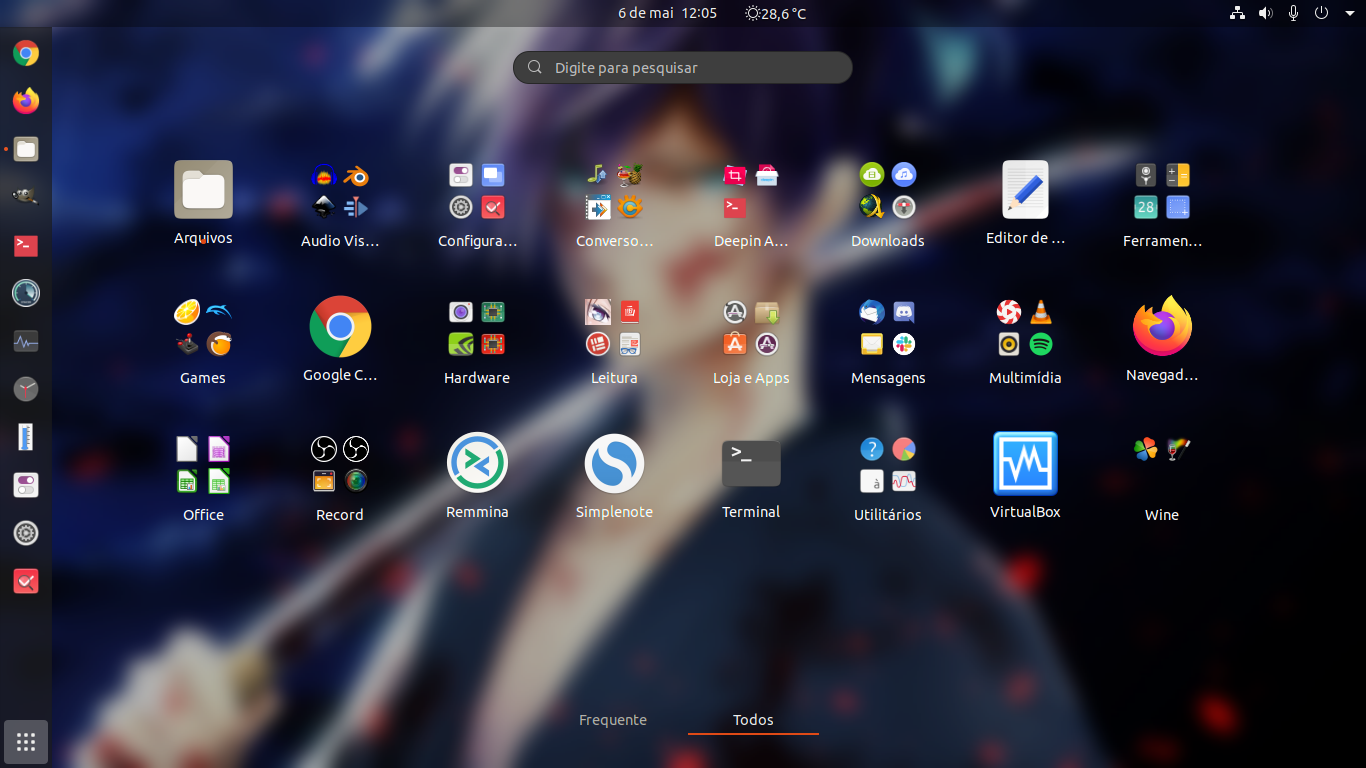 6 de mai 12:05
28,6 °C
Digite para pesquisar
Arquivos
Audio Vis…
Configura…
Converso…
Deepin A…
Downloads
Editor de …
Ferramen…
28
Games
Google C…
Hardware
Leitura
Loja e Apps
Mensagens
Multimídia
Navegad…
Office
Record
Remmina
Simplenote
>_
Terminal
?
à
Utilitários
VirtualBox
Wine
Frequente
Todos